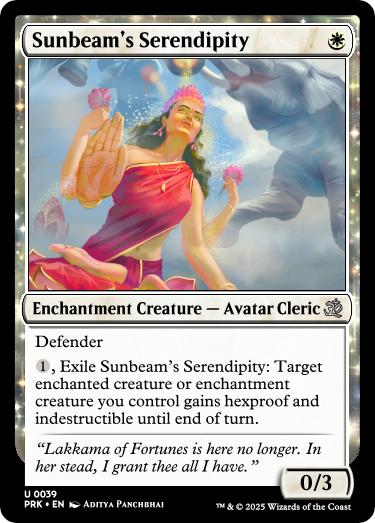 Sunbeam's Serendipity
Enchantment Creature — Avatar Cleric
Defender
1, Exile Sunbeam's Serendipity: Target
enchanted creature or enchantment
creature you control gains hexproof and
indestructible until end of turn.
“Lakkama of Fortunes is here no longer. In
her stead, I grant thee all I have.”
0/3
U 0039
PRK • EN Aditya Panchbhai
™ & © 2025 Wizards of the Coast